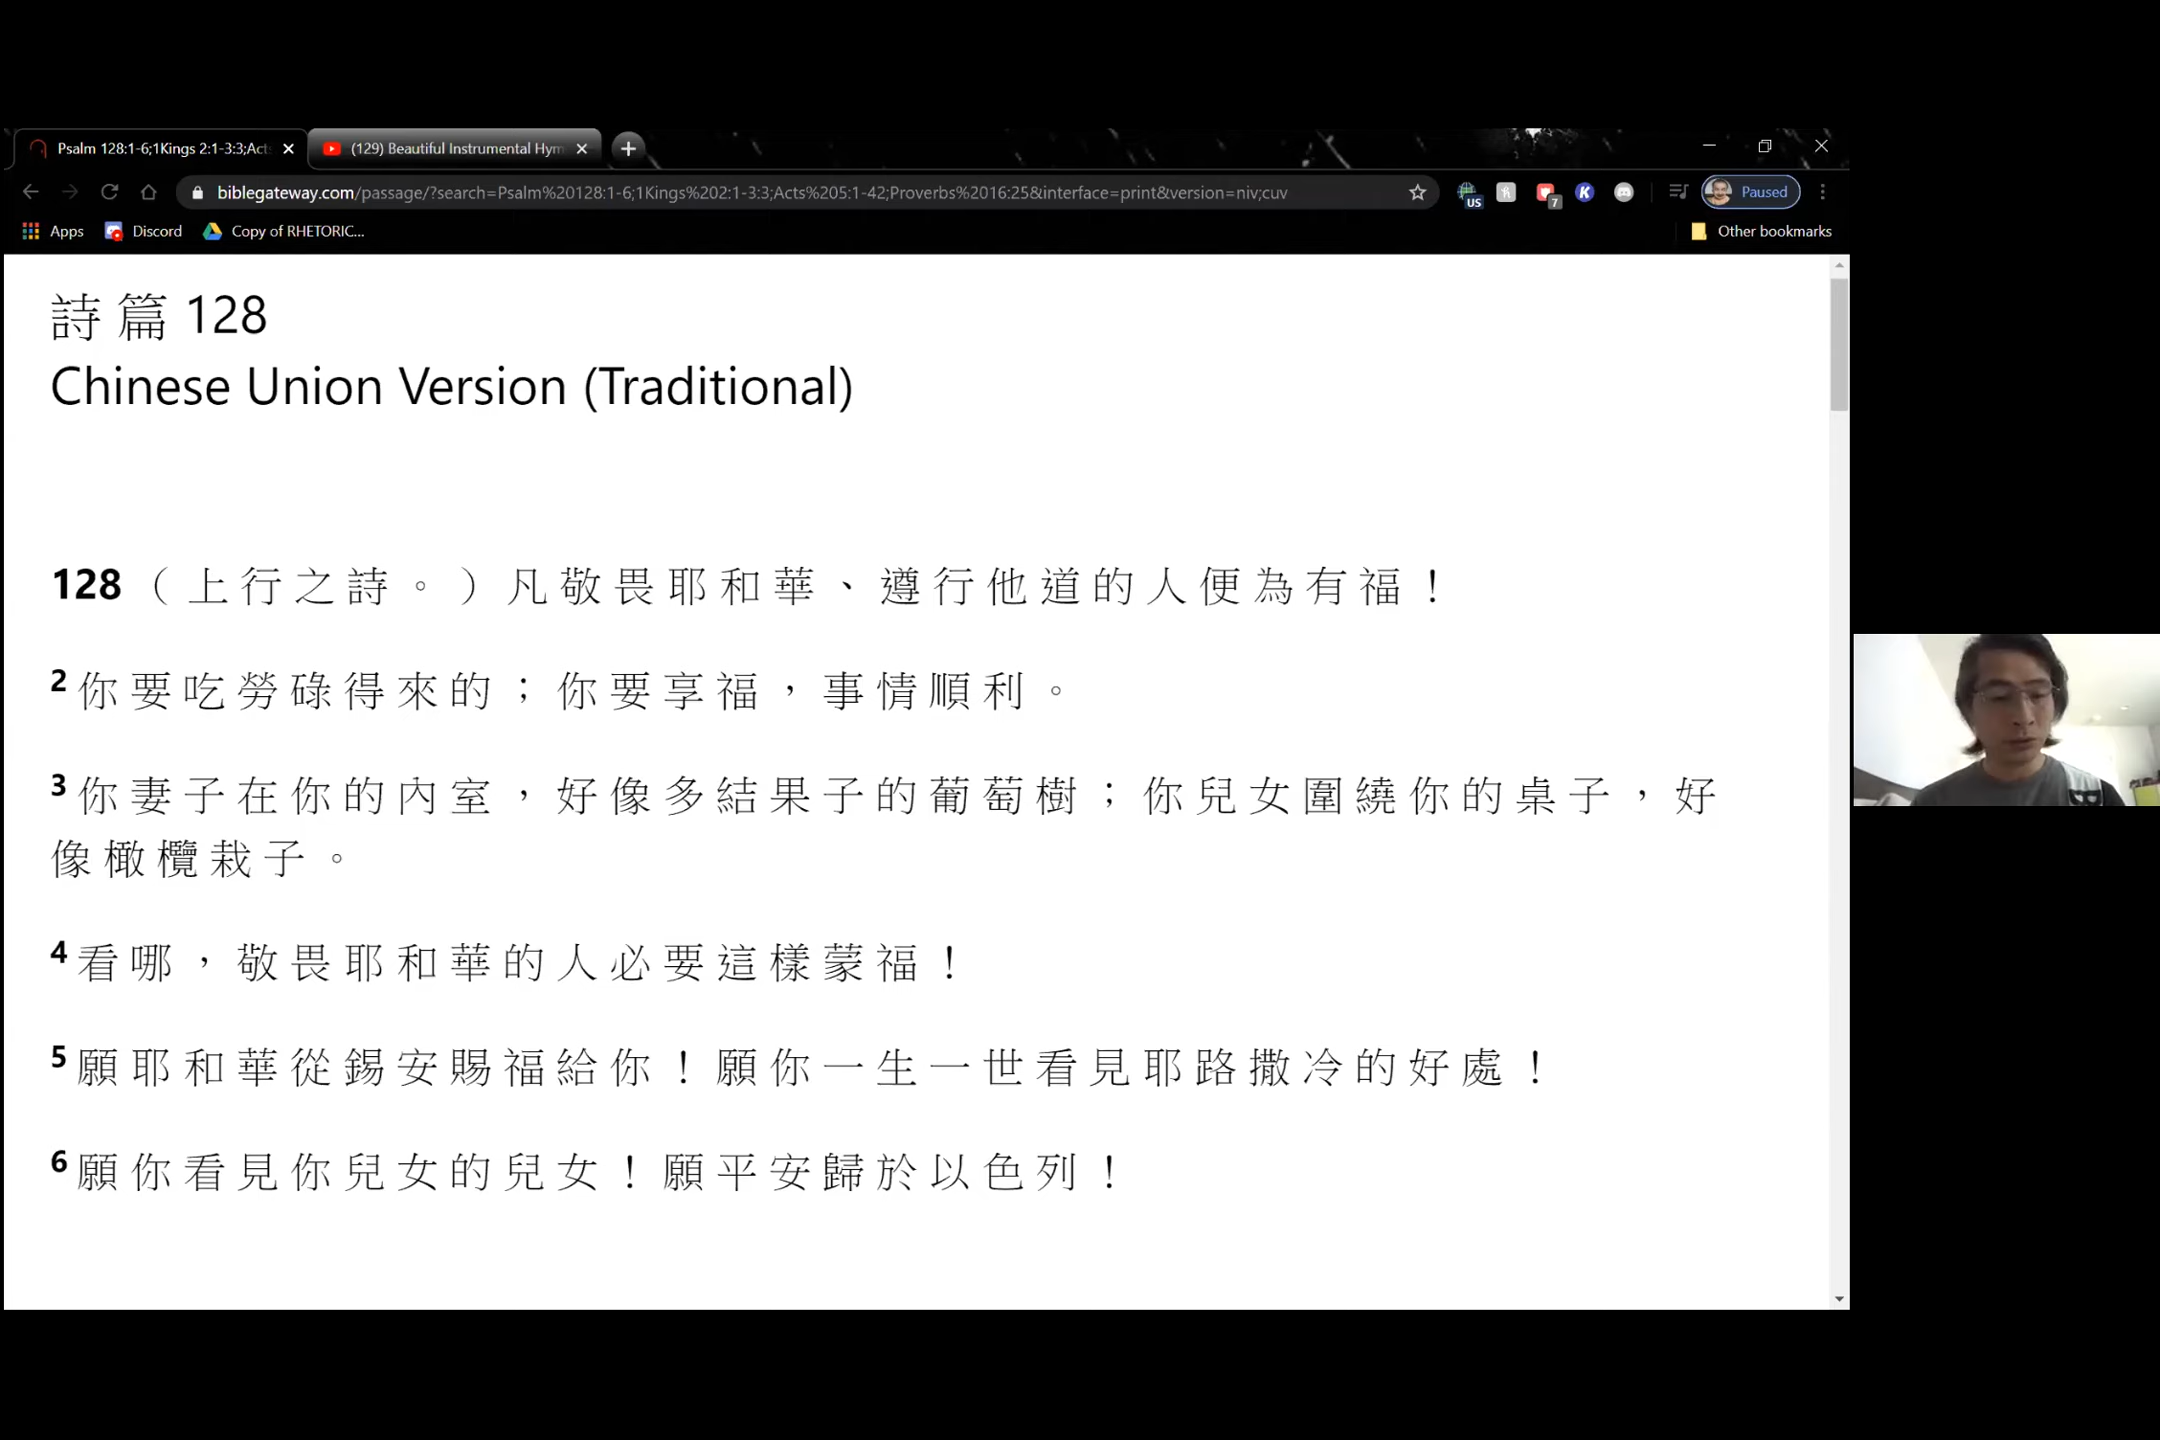 Psalm 128:1-6;1Kings 2:1-3:3;Act
(129) Beautiful Instrumental Hym
biblegateway.com/passage/?search=Psalm%20128:1-6;1Kings%202:1-3:3;Acts%205:1-42;Proverbs%2016:25&interface=print&version=niv;cuv
US
7
Paused
Apps
Discord
Copy of RHETORIC...
Other bookmarks
詩 篇 128
Chinese Union Version (Traditional)
128 （ 上 行 之 詩 。 ） 凡 敬 畏 耶 和 華 、 遵 行 他 道 的 人 便 為 有 福 ！
2 你 要 吃 勞 碌 得 來 的 ； 你 要 享 福 ， 事 情 順 利 。
3 你 妻 子 在 你 的 內 室 ， 好 像 多 結 果 子 的 葡 萄 樹 ； 你 兒 女 圍 繞 你 的 桌 子 ， 好
像 橄 欖 栽 子 。
4 看 哪 ， 敬 畏 耶 和 華 的 人 必 要 這 樣 蒙 福 ！
5 願 耶 和 華 從 錫 安 賜 福 給 你 ！ 願 你 一 生 一 世 看 見 耶 路 撒 冷 的 好 處 ！
6 願 你 看 見 你 兒 女 的 兒 女 ！ 願 平 安 歸 於 以 色 列 ！